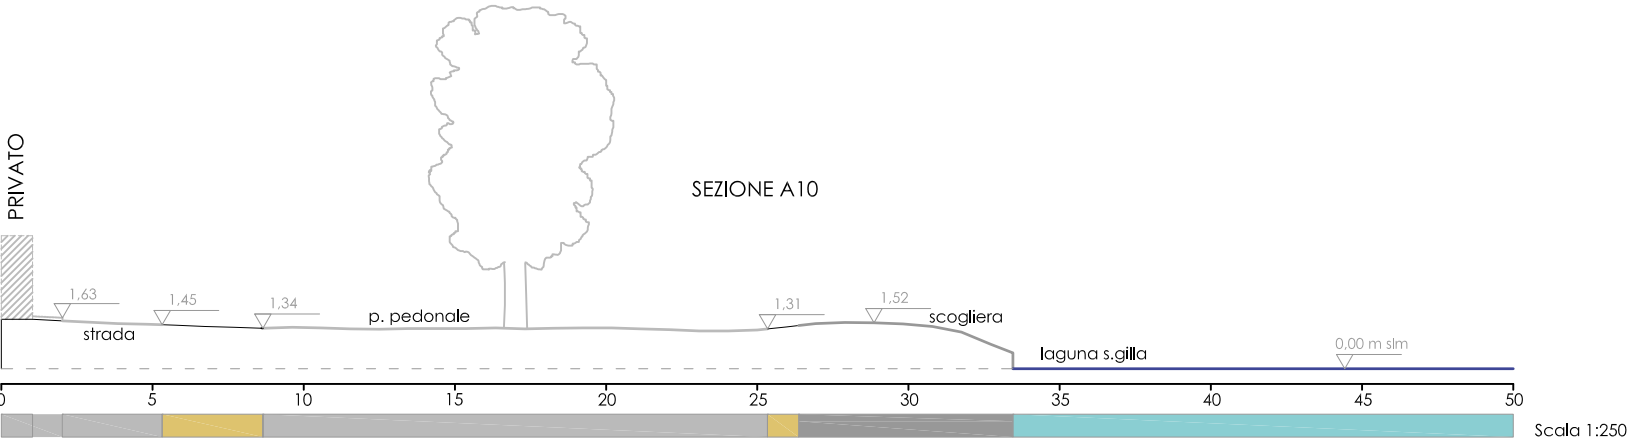 PRIVATO
SEZIONE A10
1,63
1,45
1,34
1,31
1,52
strada
p. pedonale
scogliera
laguna s.gilla
0,00 m slm
0 5 10 15 20 25 30 35 40 45 50
Scala 1:250